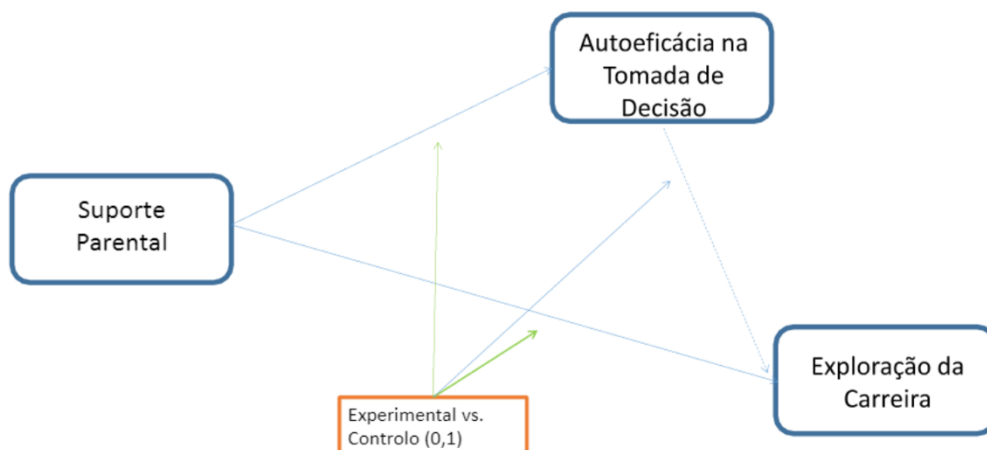 Autoeficácia na
Tomada de
Decisão
Suporte
Parental
Exploração da
Carreira
Experimental vs.
Controlo (0,1)